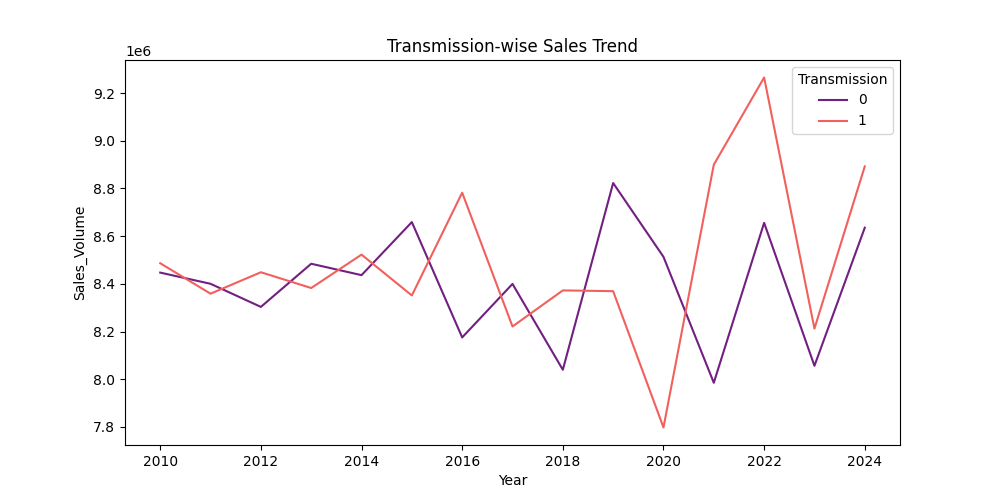 Transmission-wise Sales Trend
1e6
Transmission
0
1
9.2
9.0
8.8
8.6
8.4
8.2
8.0
7.8
Sales_Volume
2010 2012 2014 2016 2018 2020 2022 2024
Year